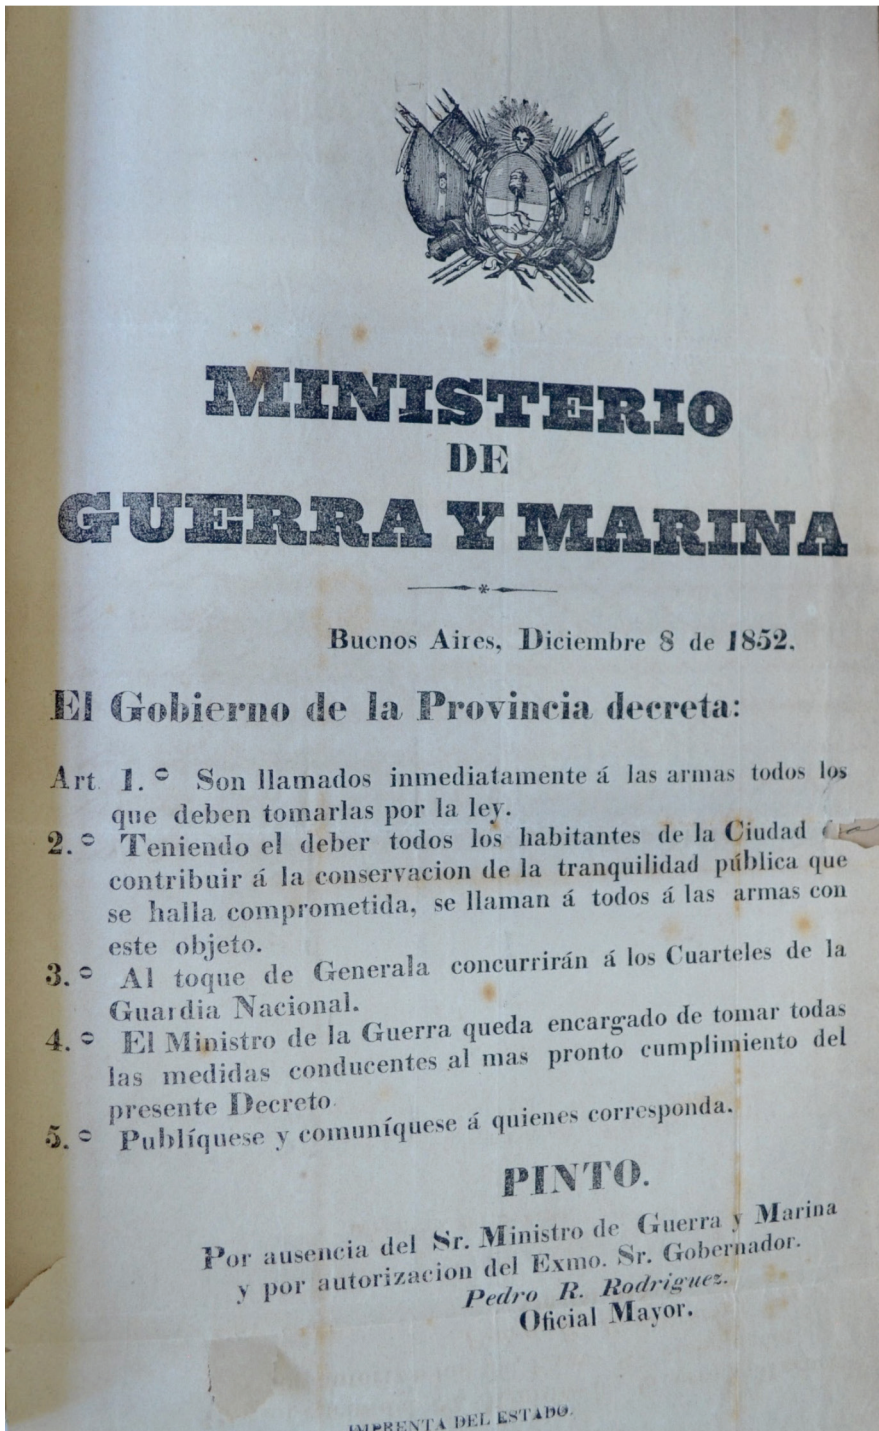 MINISTERIO
DE
GUERRA Y MARINA
Buenos Aires, Diciembre 8 de 1852.
El Gobierno de la Provincia decreta:
Art. 1.º Son llamados inmediatamente á las armas todos los
que deben tomarlas por la ley.
2.º Teniendo el deber todos los habitantes de la Ciudad
contribuir á la conservacion de la tranquilidad pública que
se halla comprometida, se llaman á todos á las armas con
este objeto.
3.º Al toque de Generala concurrirán á los Cuarteles de la
Guardia Nacional.
4.º El Ministro de la Guerra queda encargado de tomar todas
las medidas conducentes al mas pronto cumplimiento del
presente Decreto.
5.º Publíquese y comuníquese á quienes corresponda.
PINTO.
Por ausencia del Sr. Ministro de Guerra y Marina
y por autorizacion del Exmo. Sr. Gobernador.
Pedro R. Rodriguez.
Oficial Mayor.
IMPRENTA DEL ESTADO.